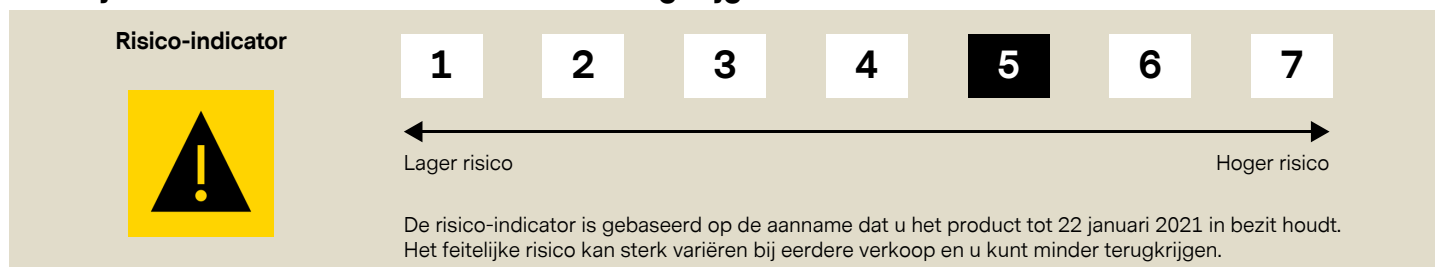 Risico-indicator
1 2 3 4 5 6 7
Lager risico Hoger risico
De risico-indicator is gebaseerd op de aanname dat u het product tot 22 januari 2021 in bezit houdt.
Het feitelijke risico kan sterk variëren bij eerdere verkoop en u kunt minder terugkrijgen.